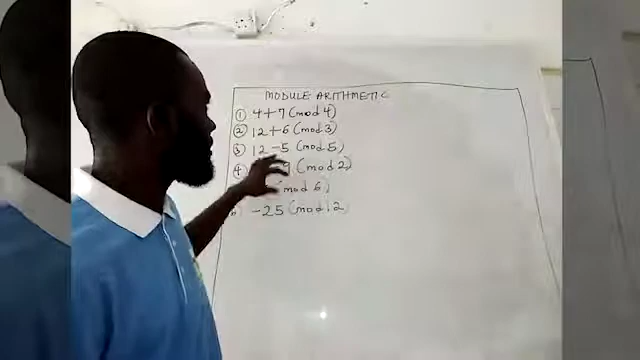 MODULE ARITHMETIC
① 4+7 (mod 4)
② 12+6 (mod 3)
③ 12-5 (mod 5)
④ (mod 2)
(mod 6)
-25 (mod 12